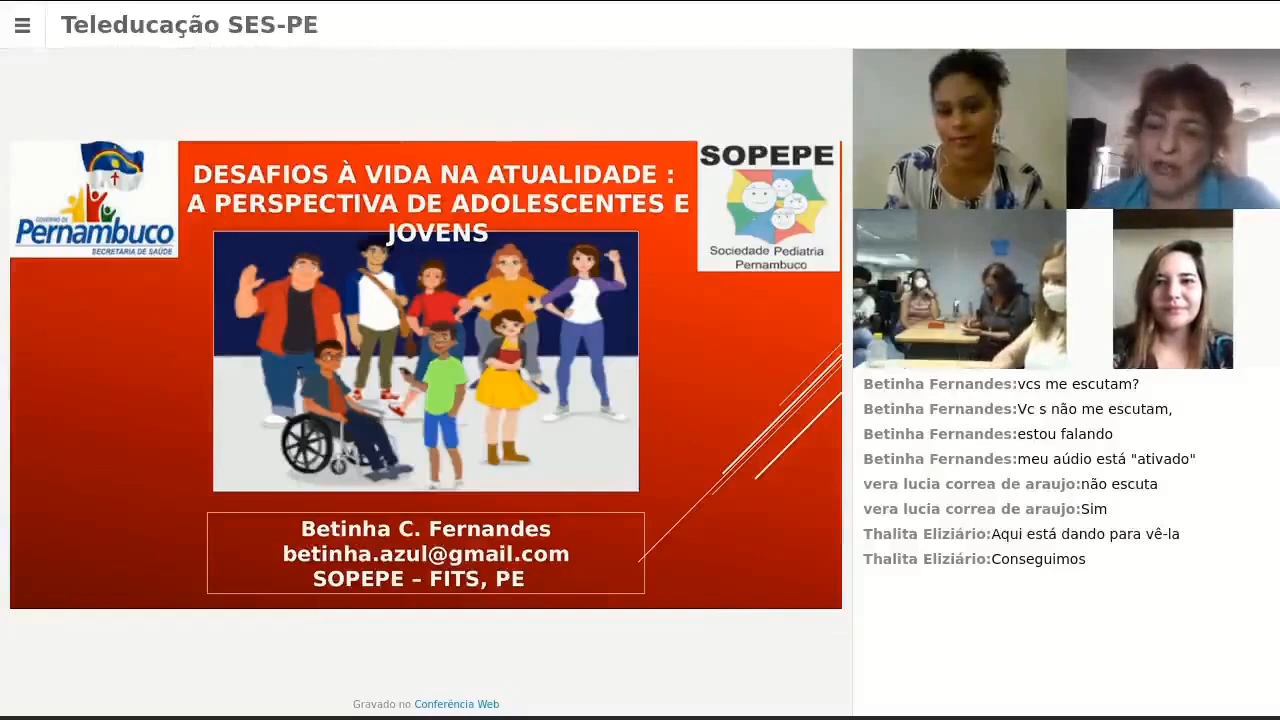 Teleducação SES-PE
GOVERNO DE
Pernambuco
SECRETARIA DE SAÚDE
DESAFIOS À VIDA NA ATUALIDADE :
A PERSPECTIVA DE ADOLESCENTES E
JOVENS
SOPEPE
Sociedade Pediatria
Pernambuco
Betinha C. Fernandes
betinha.azul@gmail.com
SOPEPE – FITS, PE
Betinha Fernandes:vcs me escutam?
Betinha Fernandes:Vc s não me escutam,
Betinha Fernandes:estou falando
Betinha Fernandes:meu aúdio está "ativado"
vera lucia correa de araujo:não escuta
vera lucia correa de araujo:Sim
Thalita Eliziário:Aqui está dando para vê-la
Thalita Eliziário:Conseguimos
Gravado no Conferência Web